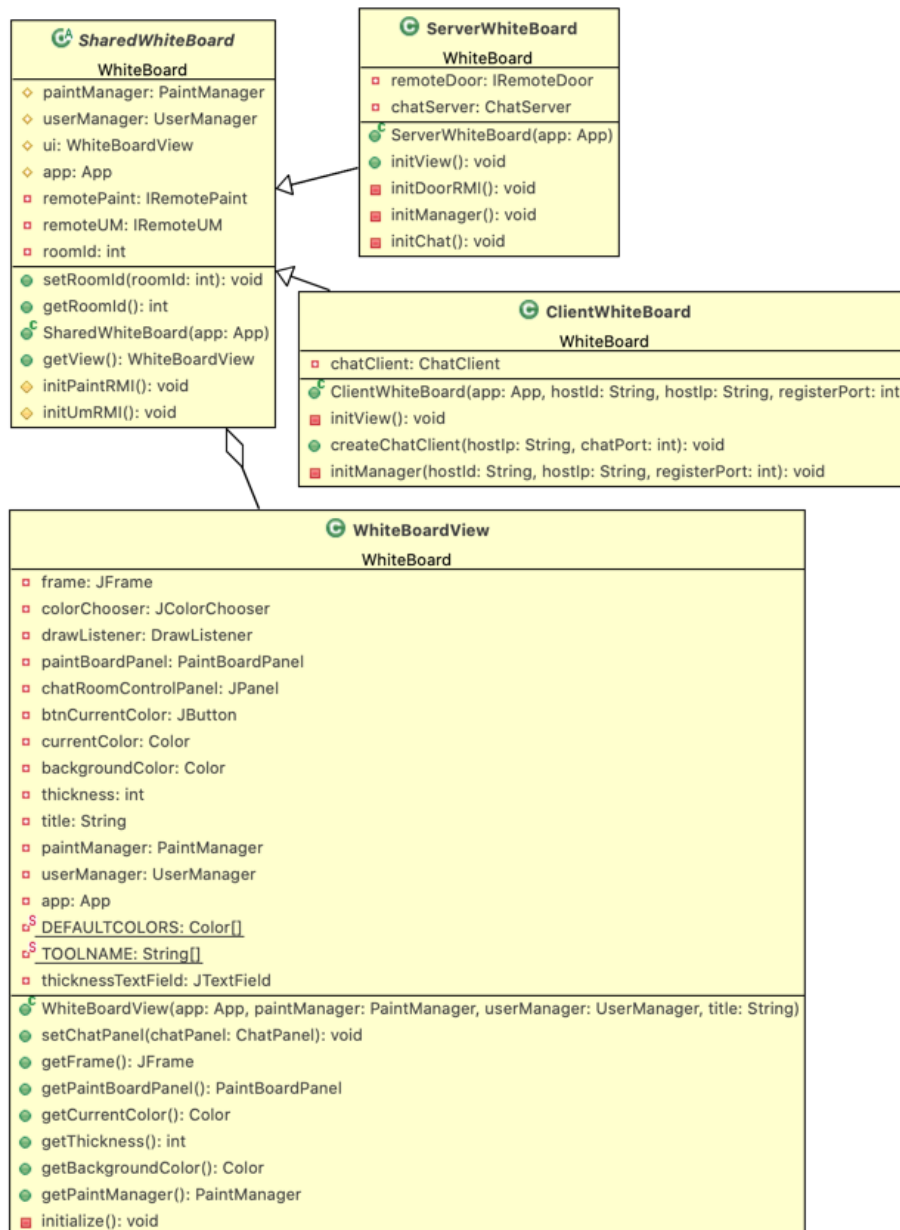 SharedWhiteBoard
WhiteBoard
paintManager: PaintManager
userManager: UserManager
ui: WhiteBoardView
app: App
remotePaint: IRemotePaint
remoteUM: IRemoteUM
roomId: int
setRoomId(roomId: int): void
getRoomId(): int
SharedWhiteBoard(app: App)
getView(): WhiteBoardView
initPaintRMI(): void
initUmRMI(): void
ServerWhiteBoard
WhiteBoard
remoteDoor: IRemoteDoor
chatServer: ChatServer
ServerWhiteBoard(app: App)
initView(): void
initDoorRMI(): void
initManager(): void
initChat(): void
ClientWhiteBoard
WhiteBoard
chatClient: ChatClient
ClientWhiteBoard(app: App, hostId: String, hostIp: String, registerPort: int
initView(): void
createChatClient(hostIp: String, chatPort: int): void
initManager(hostId: String, hostIp: String, registerPort: int): void
WhiteBoardView
WhiteBoard
frame: JFrame
colorChooser: JColorChooser
drawListener: DrawListener
paintBoardPanel: PaintBoardPanel
chatRoomControlPanel: JPanel
btnCurrentColor: JButton
currentColor: Color
backgroundColor: Color
thickness: int
title: String
paintManager: PaintManager
userManager: UserManager
app: App
DEFAULTCOLORS: Color[]
TOOLNAME: String[]
thicknessTextField: JTextField
WhiteBoardView(app: App, paintManager: PaintManager, userManager: UserManager, title: String)
setChatPanel(chatPanel: ChatPanel): void
getFrame(): JFrame
getPaintBoardPanel(): PaintBoardPanel
getCurrentColor(): Color
getThickness(): int
getBackgroundColor(): Color
getPaintManager(): PaintManager
initialize(): void